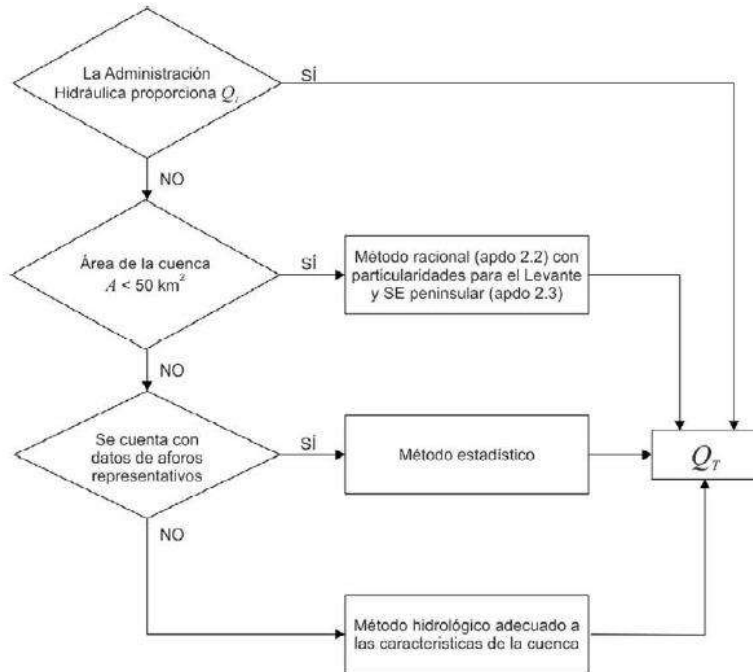 La Administración
Hidráulica proporciona Q_T
SÍ
NO
Área de la cuenca
A < 50 km²
SÍ
Método racional (apdo 2.2) con
particularidades para el Levante
y SE peninsular (apdo 2.3)
NO
Se cuenta con
datos de aforos
representativos
SÍ
Método estadístico
Q_T
NO
Método hidrológico adecuado a
las características de la cuenca